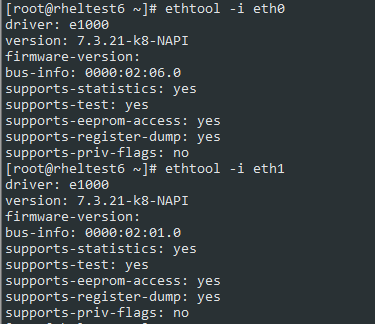 [root@rheltest6 ~]# ethtool -i eth0
driver: e1000
version: 7.3.21-k8-NAPI
firmware-version:
bus-info: 0000:02:06.0
supports-statistics: yes
supports-test: yes
supports-eeprom-access: yes
supports-register-dump: yes
supports-priv-flags: no
[root@rheltest6 ~]# ethtool -i eth1
driver: e1000
version: 7.3.21-k8-NAPI
firmware-version:
bus-info: 0000:02:01.0
supports-statistics: yes
supports-test: yes
supports-eeprom-access: yes
supports-register-dump: yes
supports-priv-flags: no